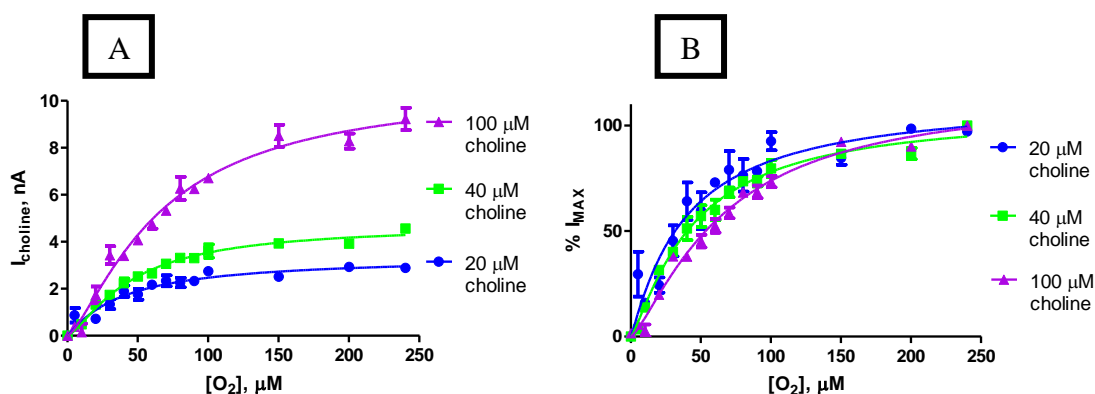 A
I_choline, nA
10
8
6
4
2
0
0
50
100
150
200
250
[O₂], µM
100 µM
choline
40 µM
choline
20 µM
choline
B
% I_MAX
100
50
0
0
50
100
150
200
250
[O₂], µM
20 µM
choline
40 µM
choline
100 µM
choline